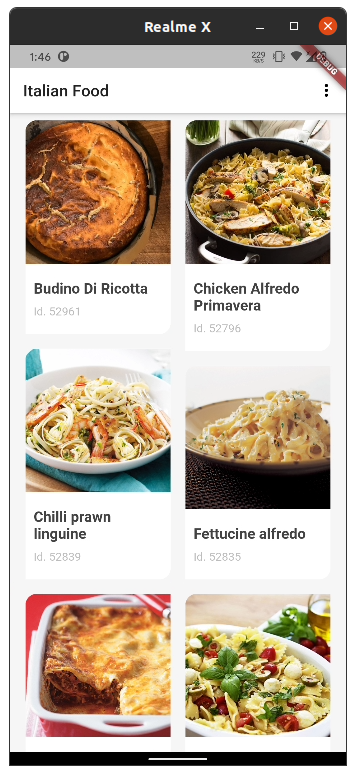 Realme X
1:46
229
KB/s
DEBUG
Italian Food
Budino Di Ricotta
Id. 52961
Chicken Alfredo
Primavera
Id. 52796
Chilli prawn
linguine
Id. 52839
Fettucine alfredo
Id. 52835